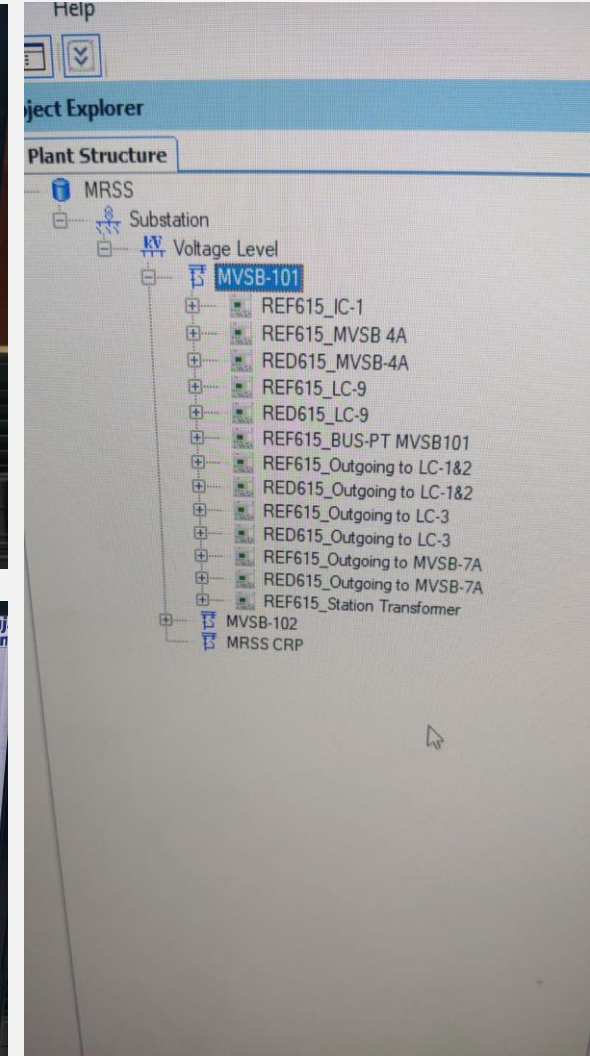 Help
ject Explorer
Plant Structure
MRSS
Substation
kV Voltage Level
MVSB-101
REF615_IC-1
REF615_MVSB 4A
RED615_MVSB-4A
REF615_LC-9
RED615_LC-9
REF615_BUS-PT MVSB101
REF615_Outgoing to LC-1&2
RED615_Outgoing to LC-1&2
REF615_Outgoing to LC-3
RED615_Outgoing to LC-3
REF615_Outgoing to MVSB-7A
RED615_Outgoing to MVSB-7A
REF615_Station Transformer
MVSB-102
MRSS CRP